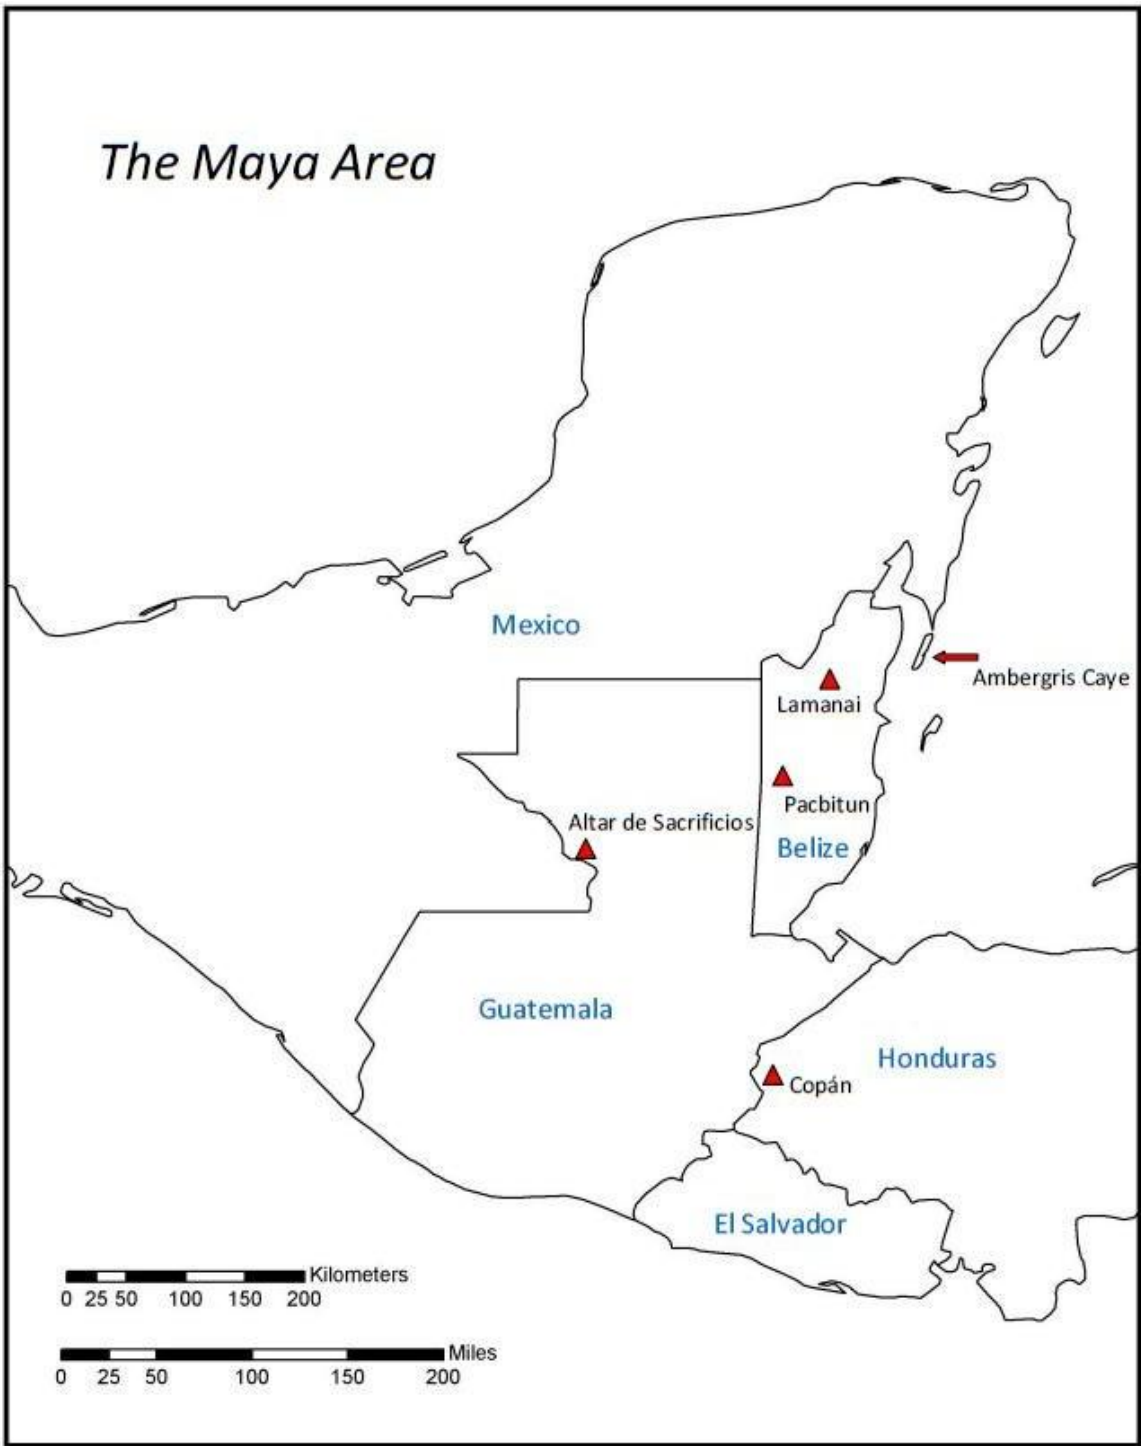 The Maya Area
Mexico
Ambergris Caye
Lamanai
Pacbitun
Altar de Sacrificios
Belize
Guatemala
Honduras
Copán
El Salvador
Kilometers
0 25 50 100 150 200
Miles
0 25 50 100 150 200